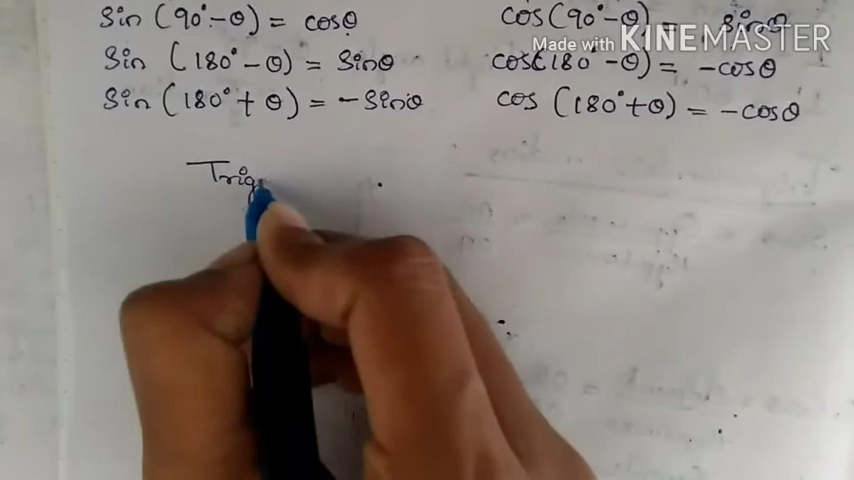 sin (90°-θ) = cosθ
cos (90°-θ) = sinθ
Made with KINEMASTER
sin (180° - θ) = sinθ
cos(180° - θ) = -cosθ
sin (180° + θ) = - sinθ
cos (180° + θ) = - cosθ
Trig